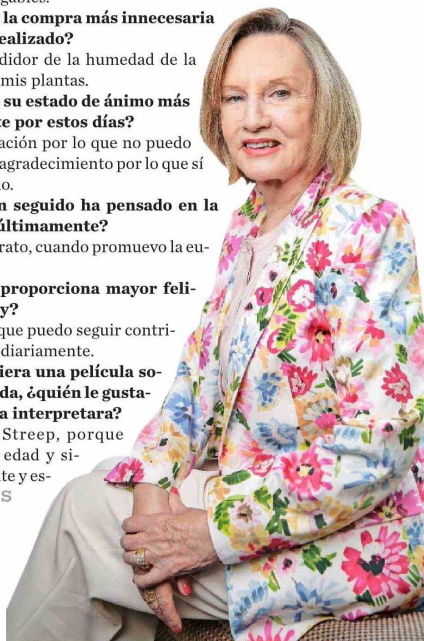 la compra más innecesaria
ealizado?
didor de la humedad de la
mis plantas.
su estado de ánimo más
te por estos días?
ación por lo que no puedo
agradecimiento por lo que sí
o.
n seguido ha pensado en la
últimamente?
rato, cuando promuevo la eu-
proporciona mayor feli-
y?
que puedo seguir contri-
diariamente.
iera una película so-
da, ¿quién le gusta-
a interpretara?
Streep, porque
edad y si-
te y es-
S